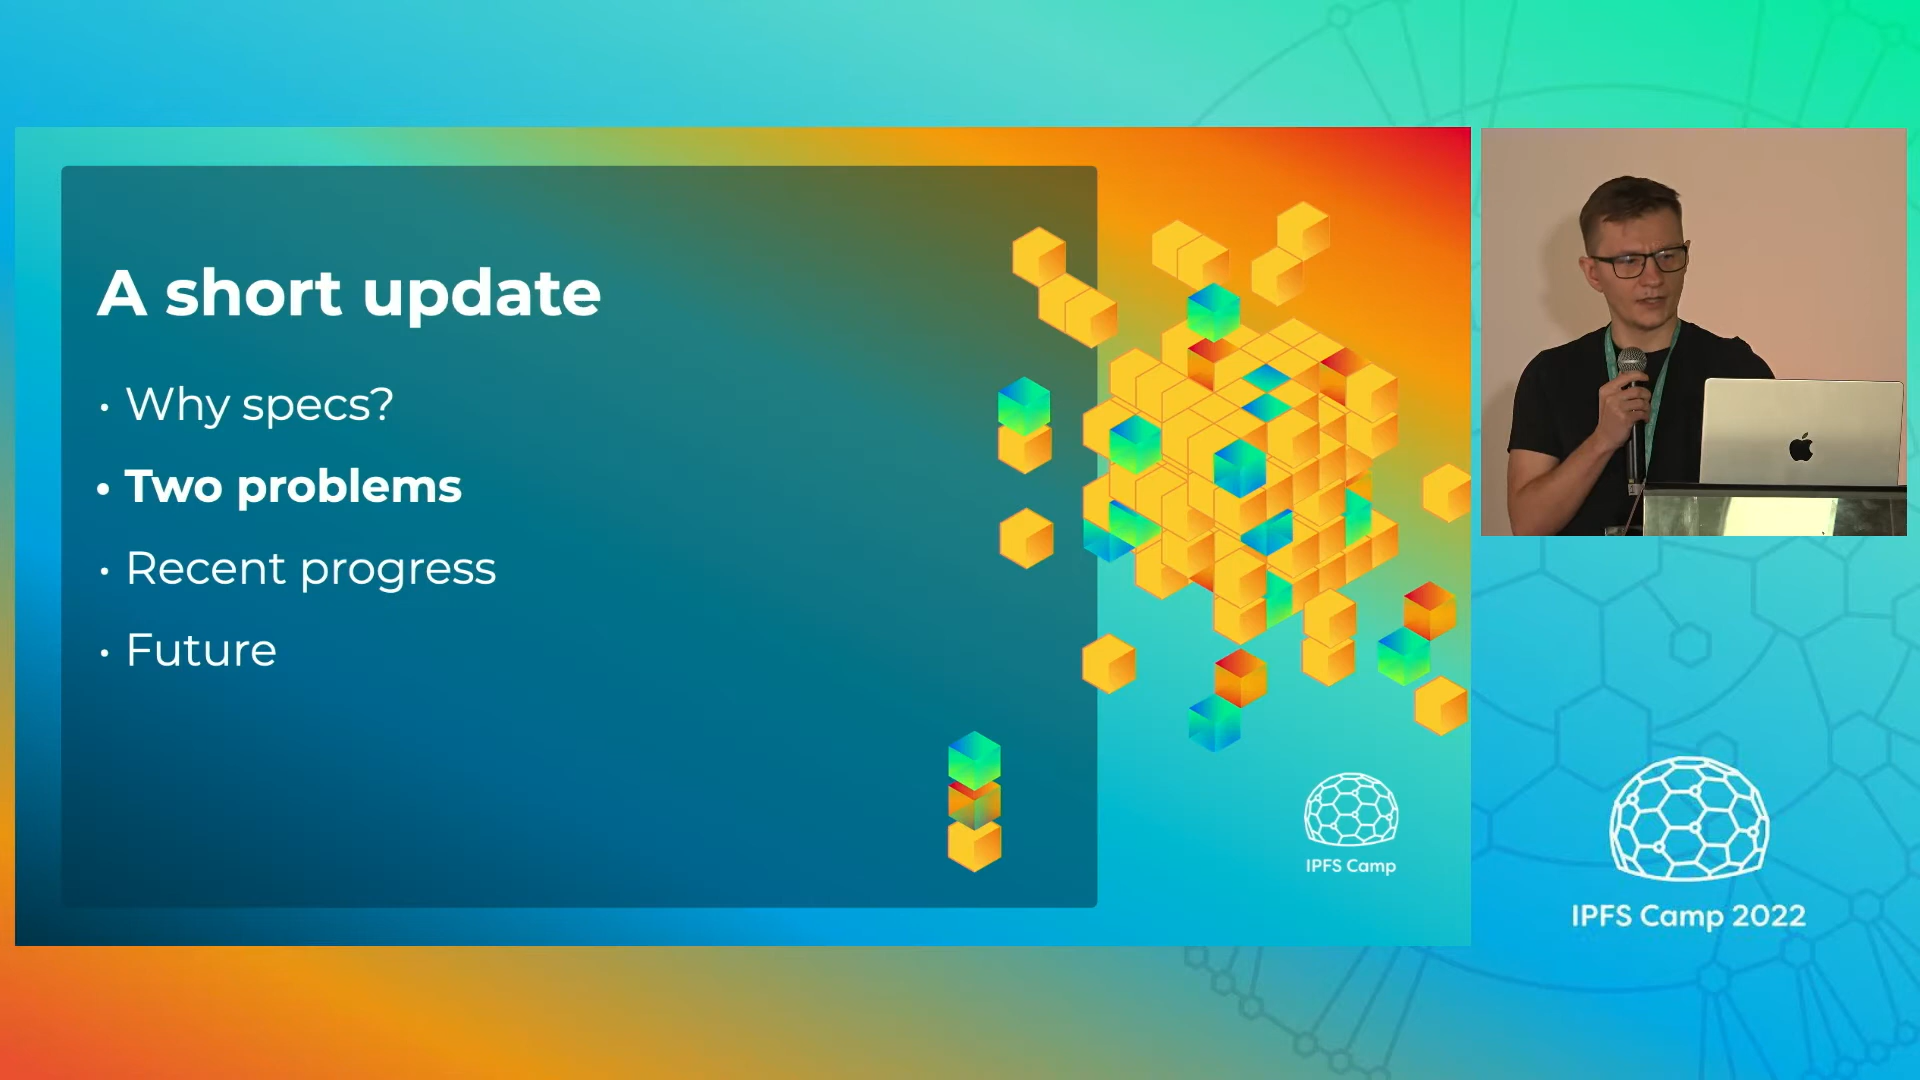 A short update
• Why specs?
• Two problems
• Recent progress
• Future
IPFS Camp
IPFS Camp 2022